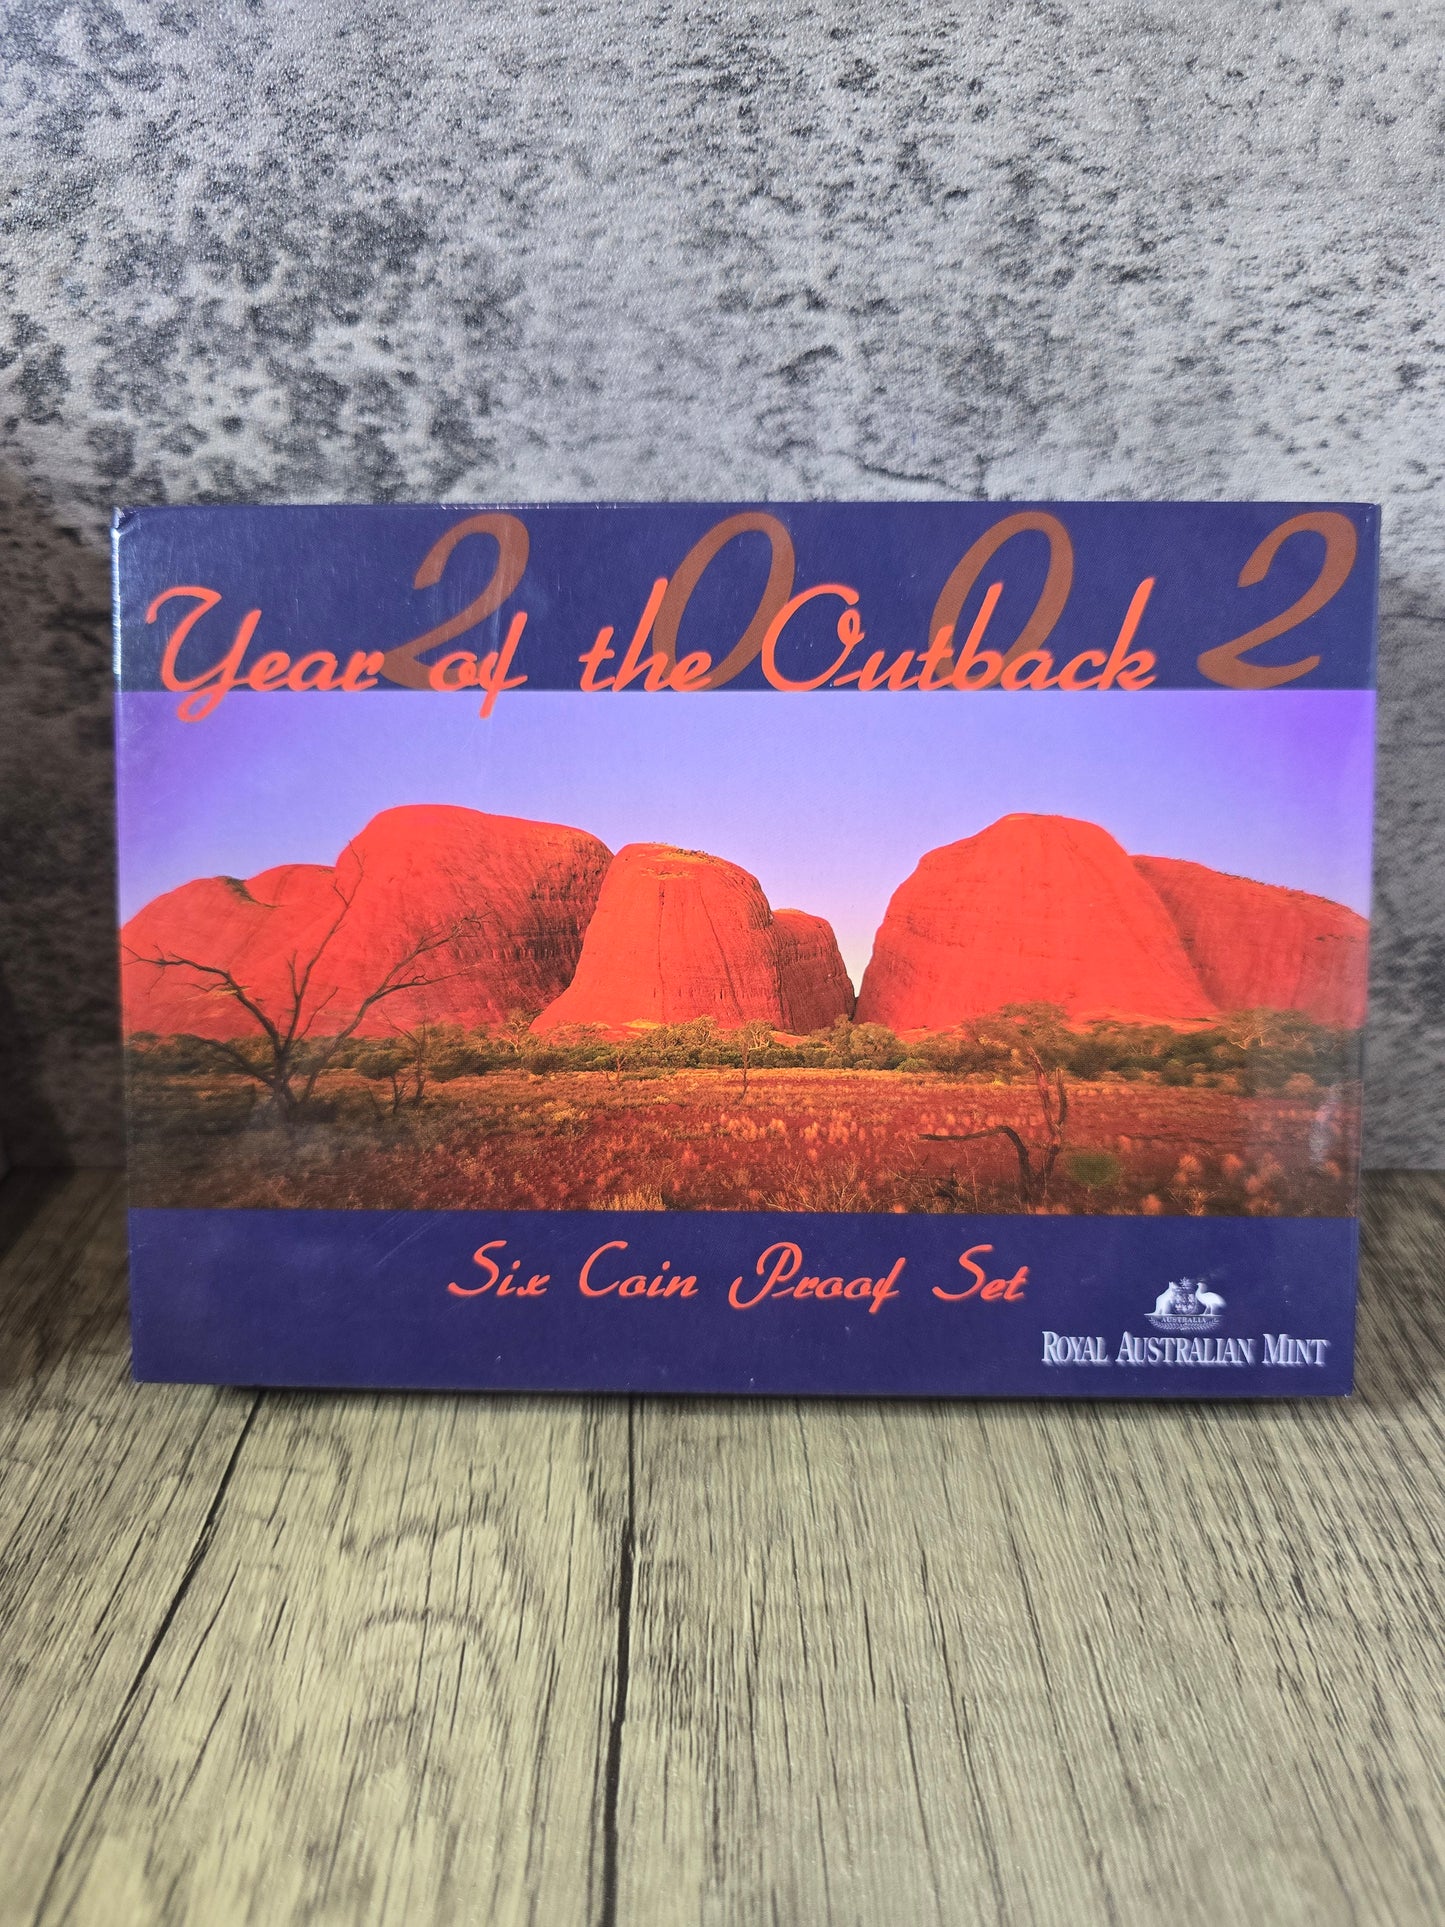 2002
Year of the Outback
Six Coin Proof Set
AUSTRALIA
ROYAL AUSTRALIAN MINT